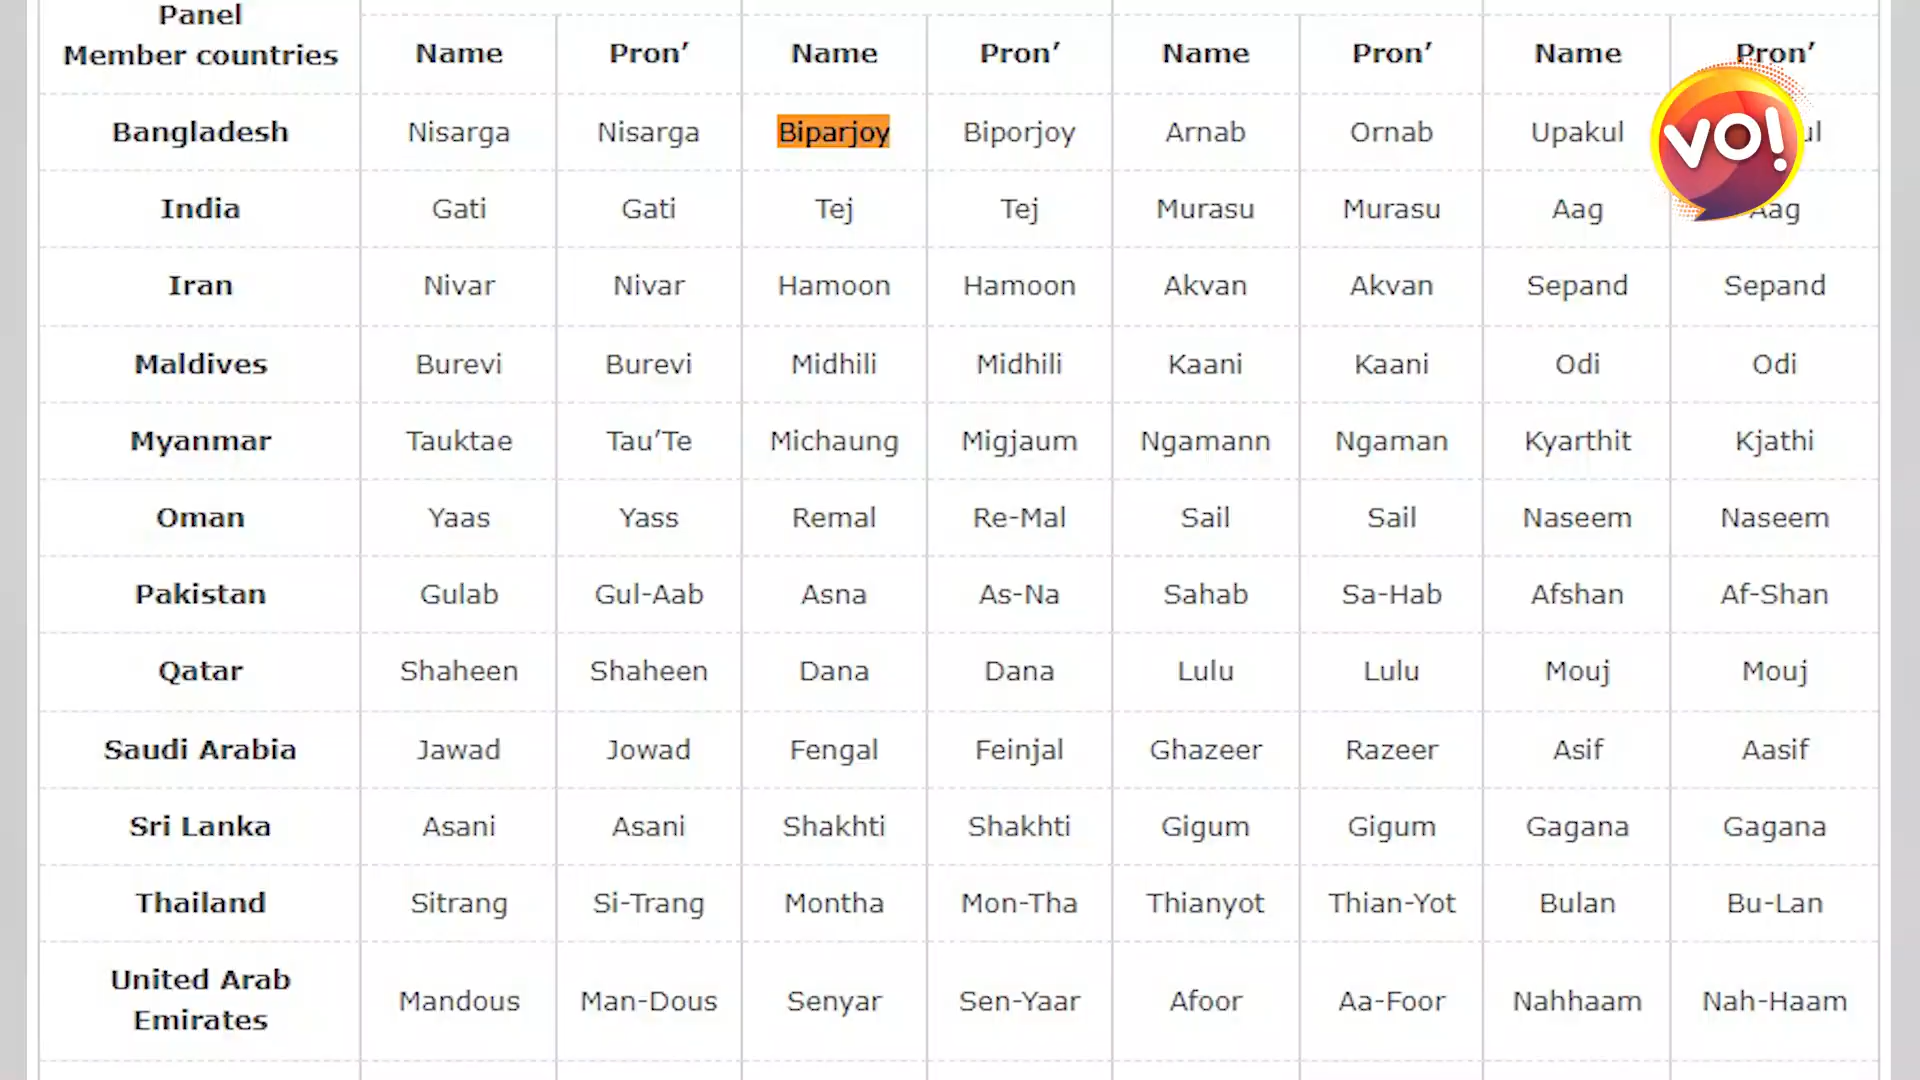 Panel
Member countries Name Pron’ Name Pron’ Name Pron’ Name Pron’
Bangladesh Nisarga Nisarga Biparjoy Biporjoy Arnab Ornab Upakul
VO!
India Gati Gati Tej Tej Murasu Murasu Aag Aag
Iran Nivar Nivar Hamoon Hamoon Akvan Akvan Sepand Sepand
Maldives Burevi Burevi Midhili Midhili Kaani Kaani Odi Odi
Myanmar Tauktae Tau’Te Michaung Migjaum Ngamann Ngaman Kyarthit Kjathi
Oman Yaas Yass Remal Re-Mal Sail Sail Naseem Naseem
Pakistan Gulab Gul-Aab Asna As-Na Sahab Sa-Hab Afshan Af-Shan
Qatar Shaheen Shaheen Dana Dana Lulu Lulu Mouj Mouj
Saudi Arabia Jawad Jowad Fengal Feinjal Ghazeer Razeer Asif Aasif
Sri Lanka Asani Asani Shakhti Shakhti Gigum Gigum Gagana Gagana
Thailand Sitrang Si-Trang Montha Mon-Tha Thianyot Thian-Yot Bulan Bu-Lan
United Arab
Emirates Mandous Man-Dous Senyar Sen-Yaar Afoor Aa-Foor Nahhaam Nah-Haam